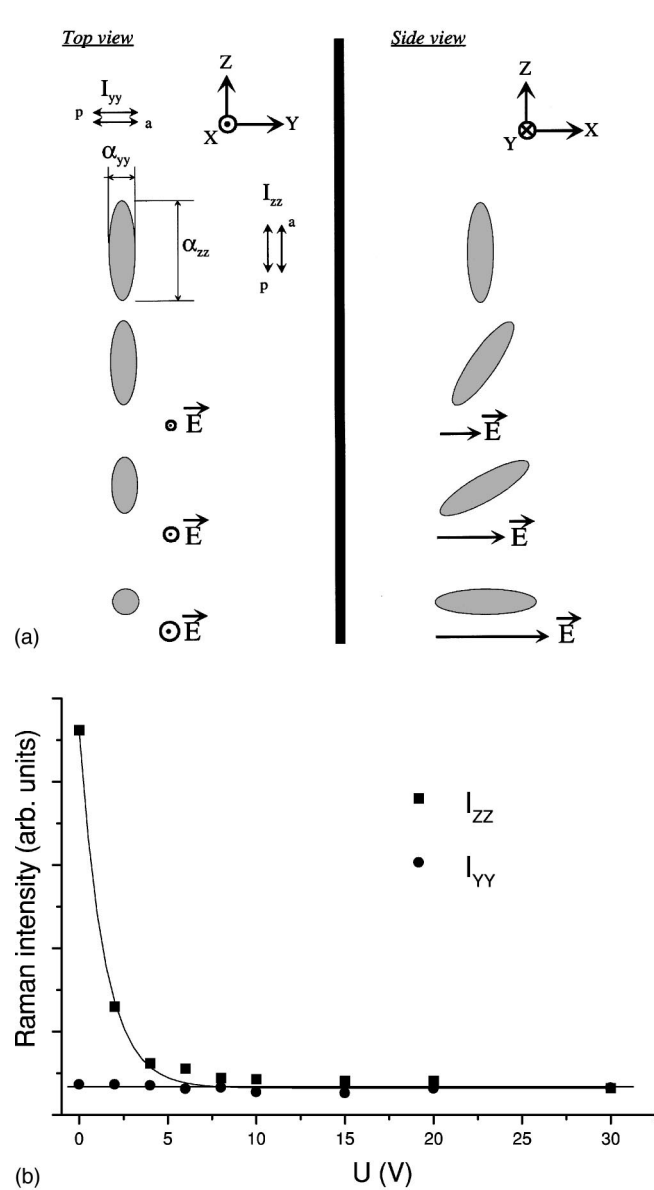 Top view
Side view
I_yy
p
a
Z
X
Y
Z
Y
X
α_yy
I_zz
a
α_zz
p
E
E
E
E
E
E
(a)
Raman intensity (arb. units)
I_ZZ
I_YY
0 5 10 15 20 25 30
(b)
U (V)